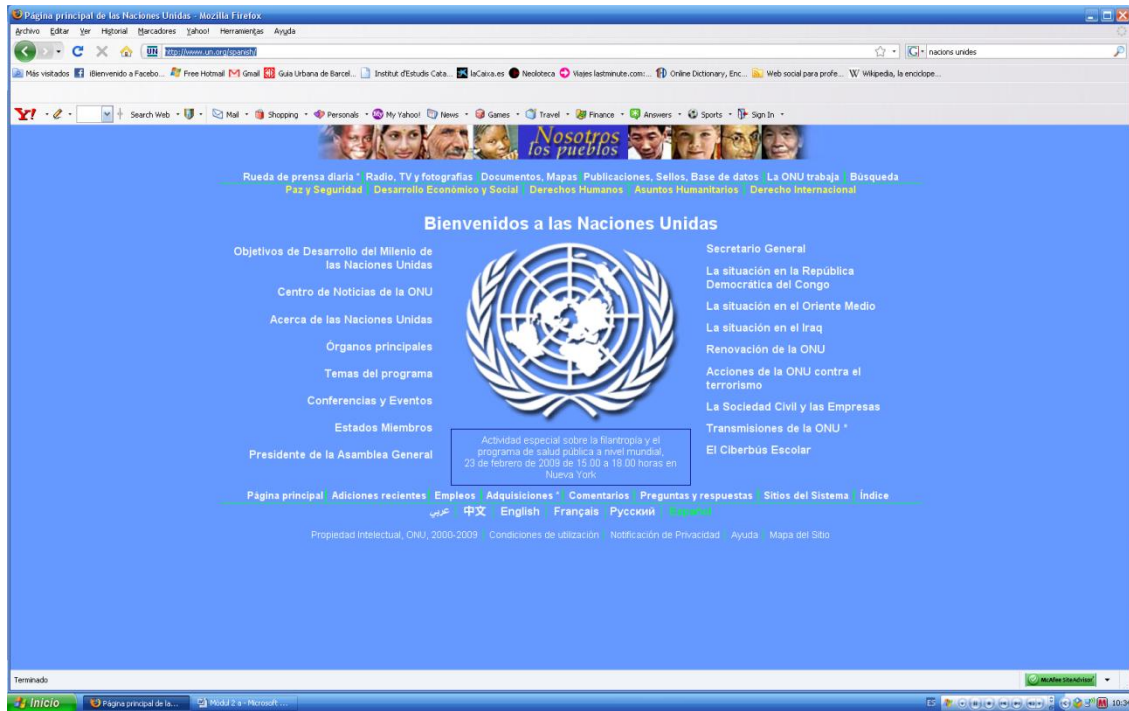 Página principal de las Naciones Unidas - Mozilla Firefox
Archivo Editar Ver Historial Marcadores Yahoo! Herramientas Ayuda
http://www.un.org/spanish/
nacions unides
Más visitados iBienvenido a Facebo... Free Hotmail Gmail Guia Urbana de Barcel... Institut d'Estudis Cata... laCaixa.es Neoloteca Viajes lastminute.com:... Online Dictionary, Enc... Web social para profe... Wikipedia, la enciclope...
Y! Search Web Mail Shopping Personals My Yahoo! News Games Travel Finance Answers Sports Sign In
Nosotros
los pueblos
Rueda de prensa diaria * Radio, TV y fotografías Documentos, Mapas Publicaciones, Sellos, Base de datos La ONU trabaja Búsqueda
Paz y Seguridad Desarrollo Económico y Social Derechos Humanos Asuntos Humanitarios Derecho Internacional
Bienvenidos a las Naciones Unidas
Objetivos de Desarrollo del Milenio de
las Naciones Unidas
Centro de Noticias de la ONU
Acerca de las Naciones Unidas
Órganos principales
Temas del programa
Conferencias y Eventos
Estados Miembros
Presidente de la Asamblea General
Actividad especial sobre la filantropía y el
programa de salud pública a nivel mundial,
23 de febrero de 2009 de 15.00 a 18.00 horas en
Nueva York
Secretario General
La situación en la República
Democrática del Congo
La situación en el Oriente Medio
La situación en el Iraq
Renovación de la ONU
Acciones de la ONU contra el
terrorismo
La Sociedad Civil y las Empresas
Transmisiones de la ONU *
El Ciberbús Escolar
Página principal Adiciones recientes Empleos Adquisiciones * Comentarios Preguntas y respuestas Sitios del Sistema Índice
عربي 中文 English Français Русский Español
Propiedad Intelectual, ONU, 2000-2009 Condiciones de utilización Notificación de Privacidad Ayuda Mapa del Sitio
Terminado
McAfee SiteAdvisor
Inicio Página principal de la... Mòdul 2 a - Microsoft ... ES 10:34